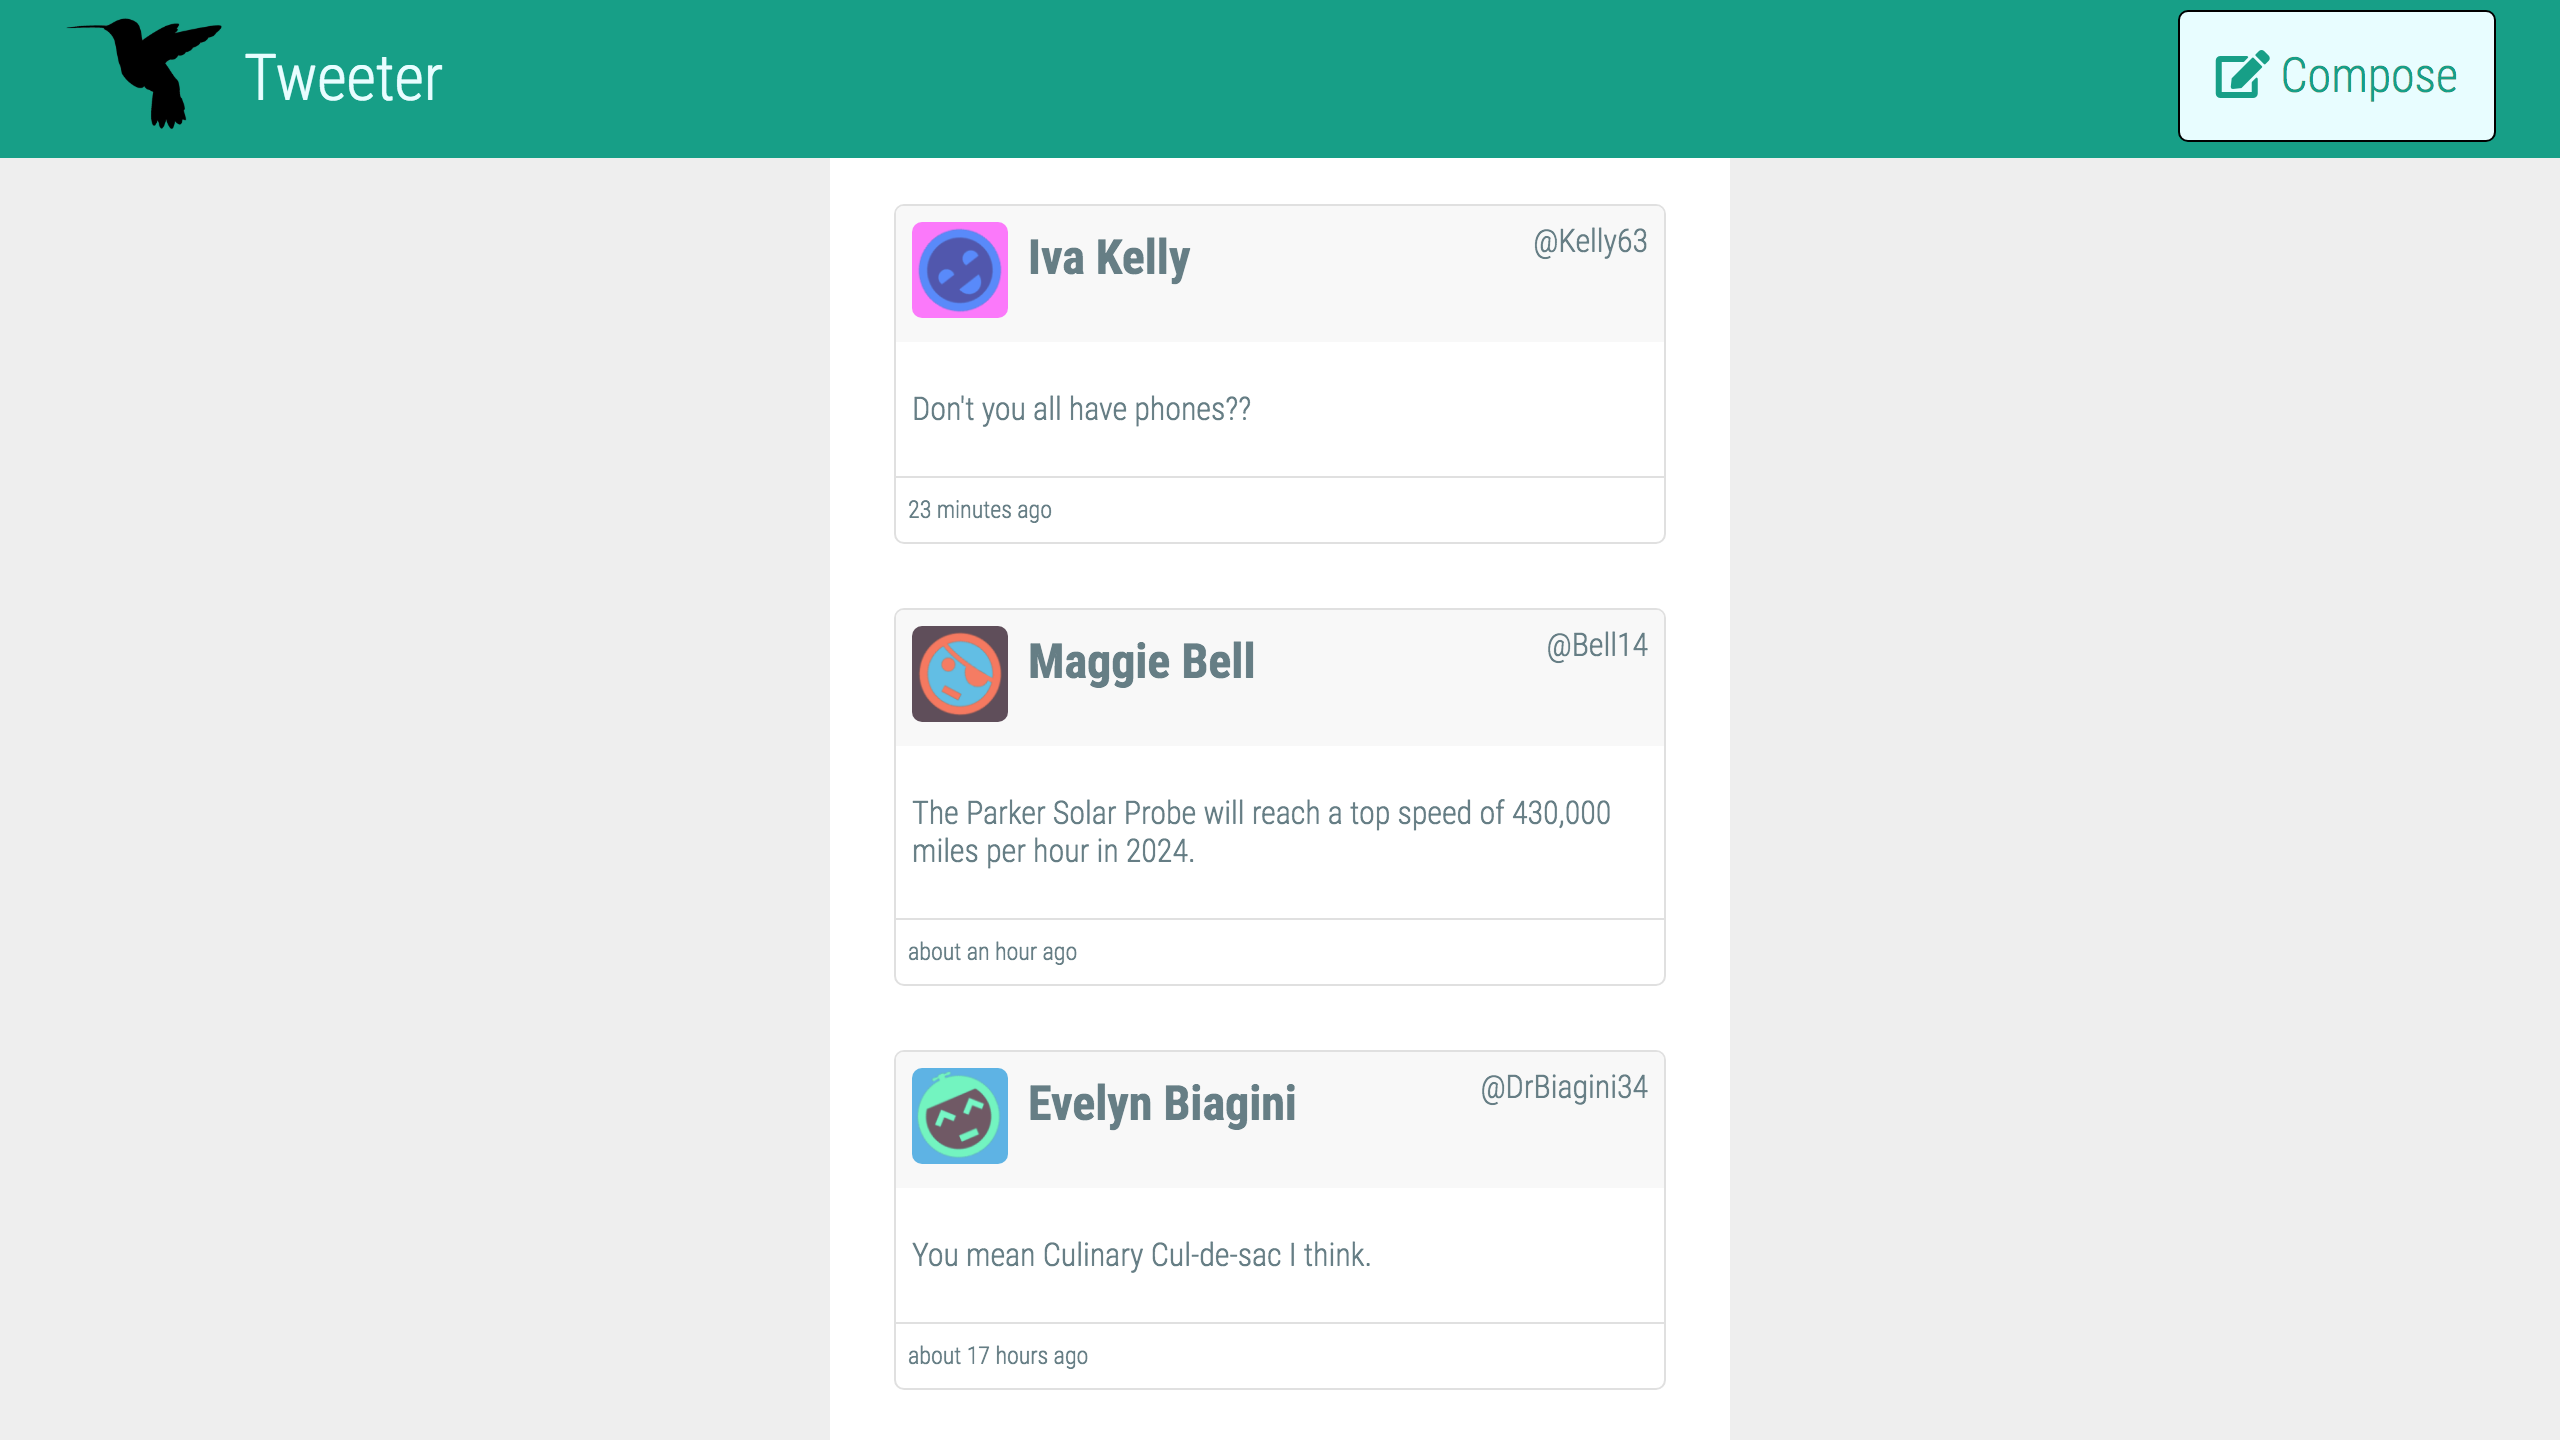 Tweeter
Compose
Iva Kelly
@Kelly63
Don't you all have phones??
23 minutes ago
Maggie Bell
@Bell14
The Parker Solar Probe will reach a top speed of 430,000
miles per hour in 2024.
about an hour ago
Evelyn Biagini
@DrBiagini34
You mean Culinary Cul-de-sac I think.
about 17 hours ago